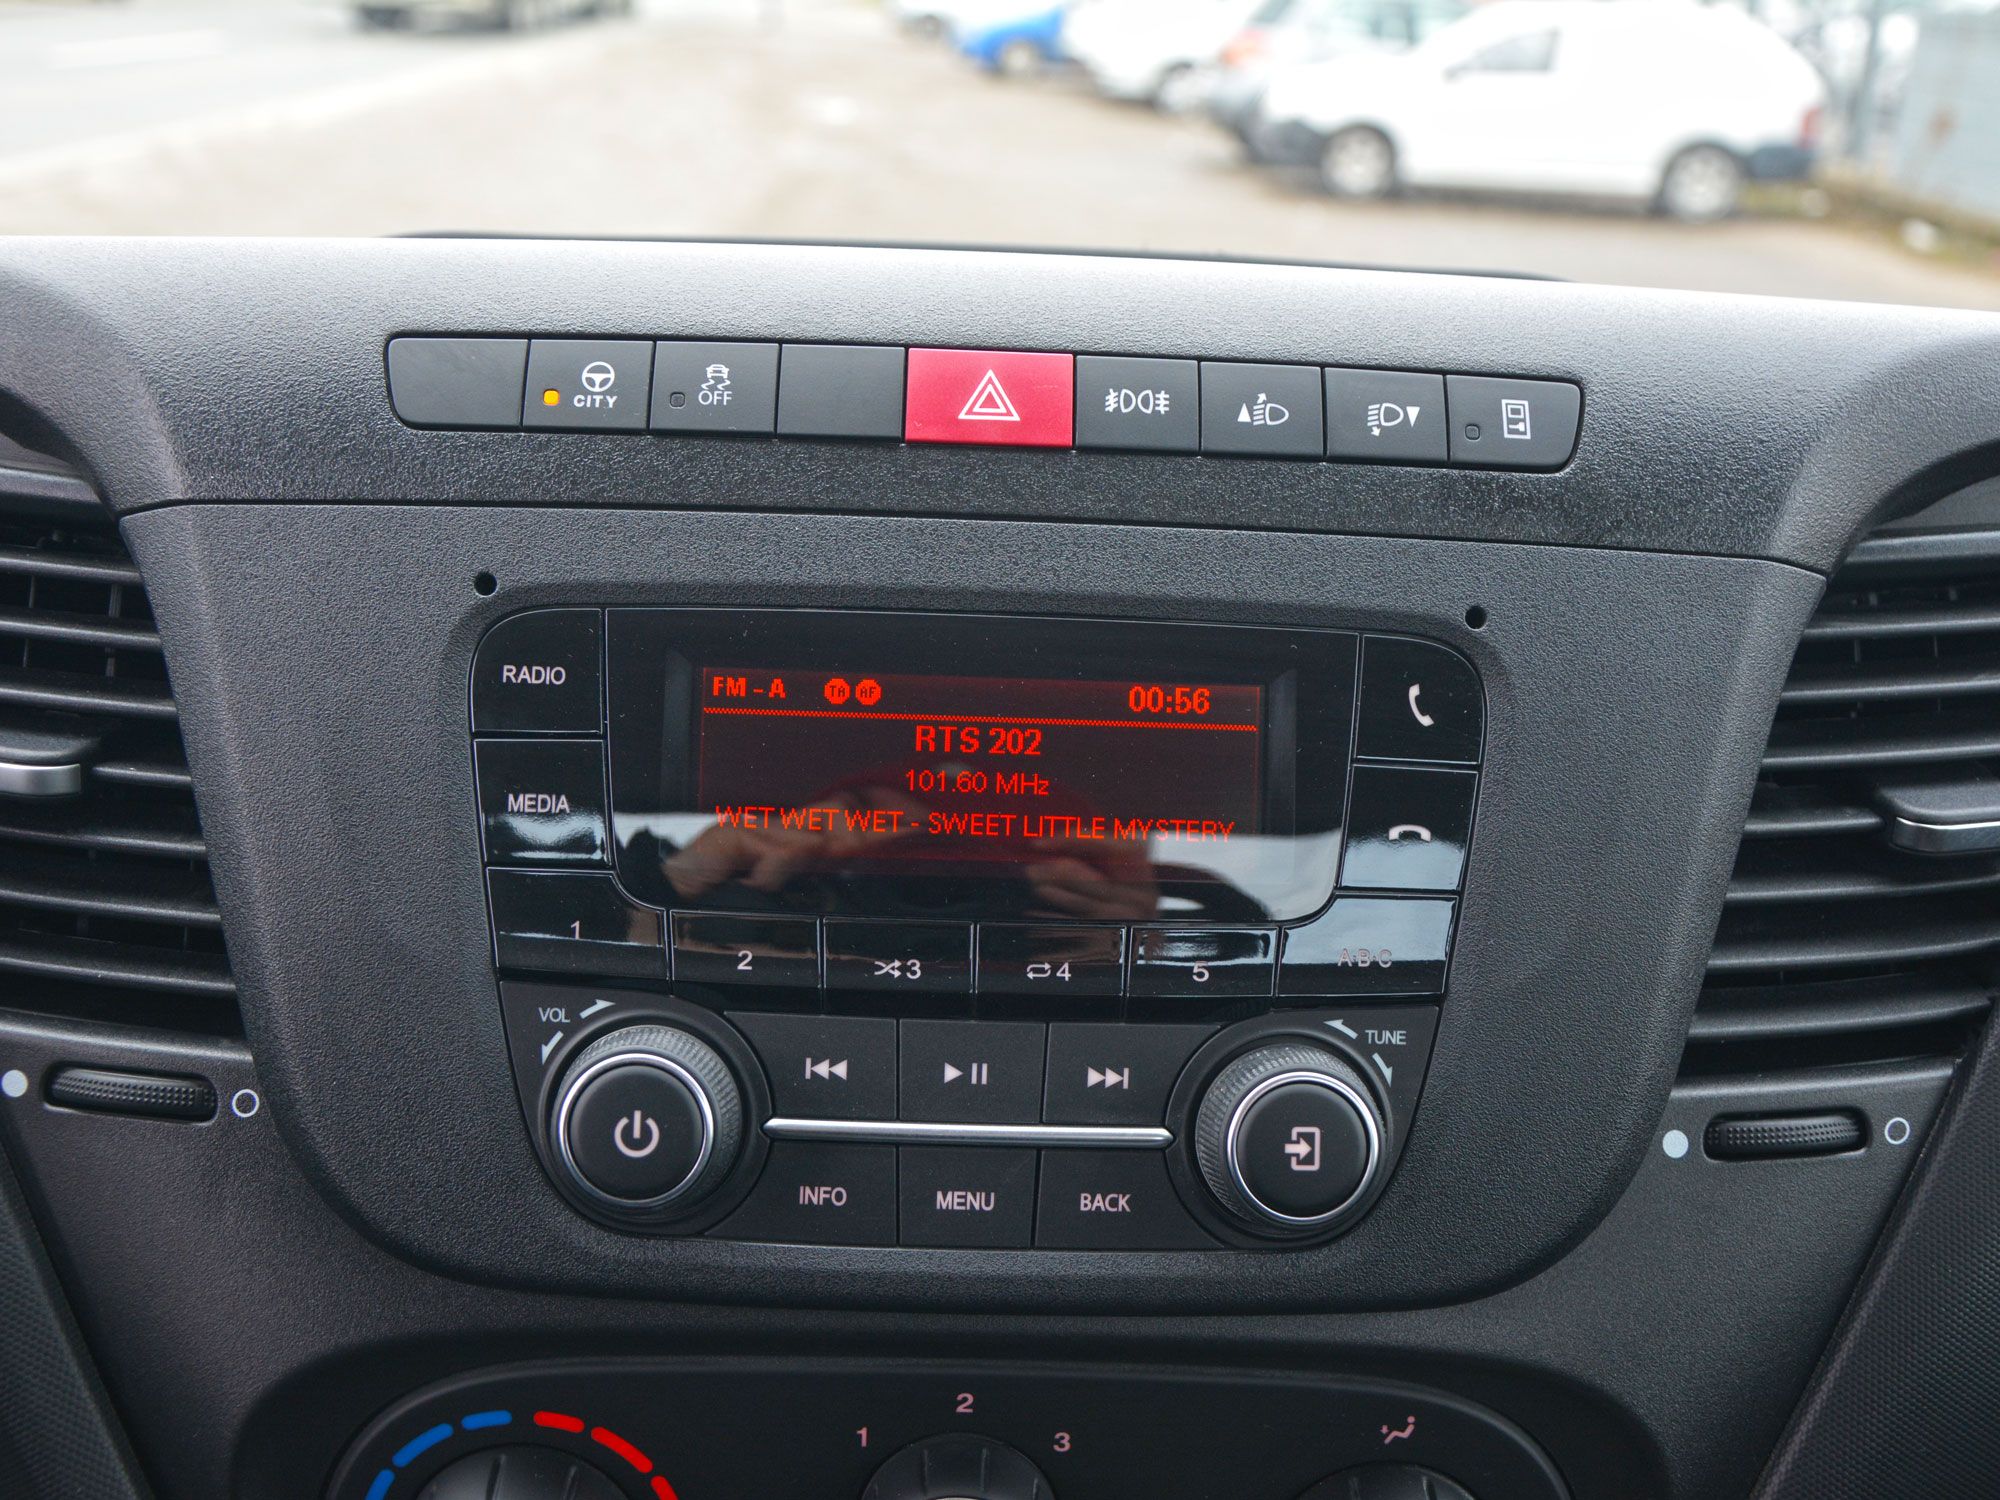 CITY
OFF
RADIO
FM - A TA AF 00:56
RTS 202
101.60 MHz
WET WET WET - SWEET LITTLE MYSTERY
MEDIA
1 2 3 4 5 A·B·C
VOL
TUNE
INFO MENU BACK
1 2 3